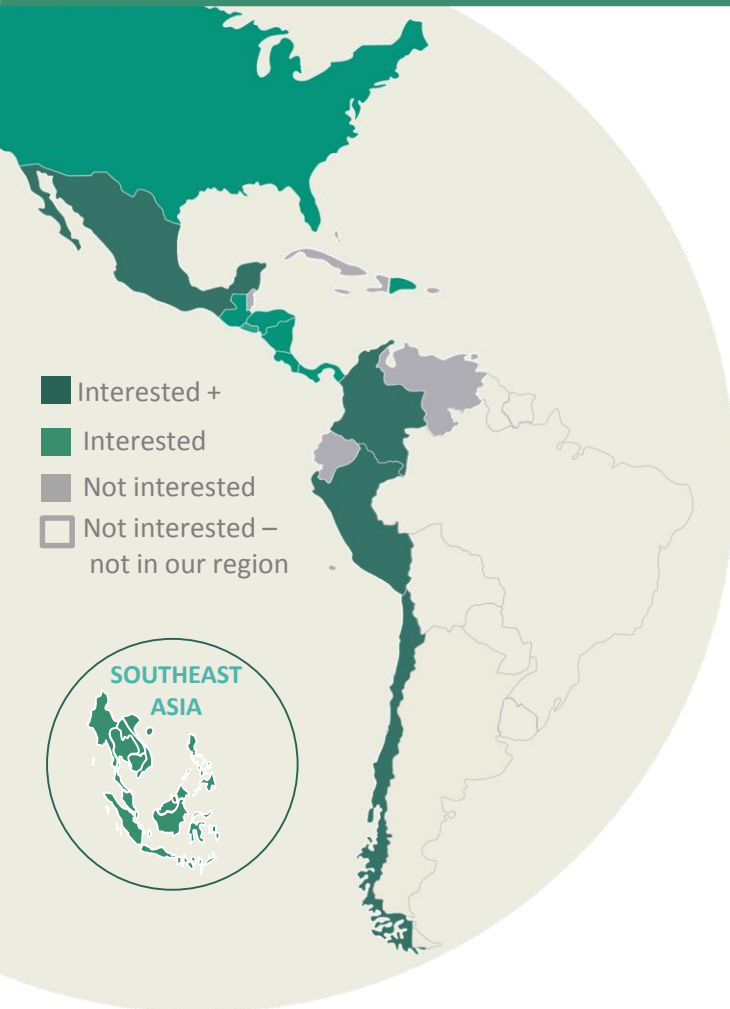 Interested +
Interested
Not interested
Not interested –
not in our region
SOUTHEAST
ASIA